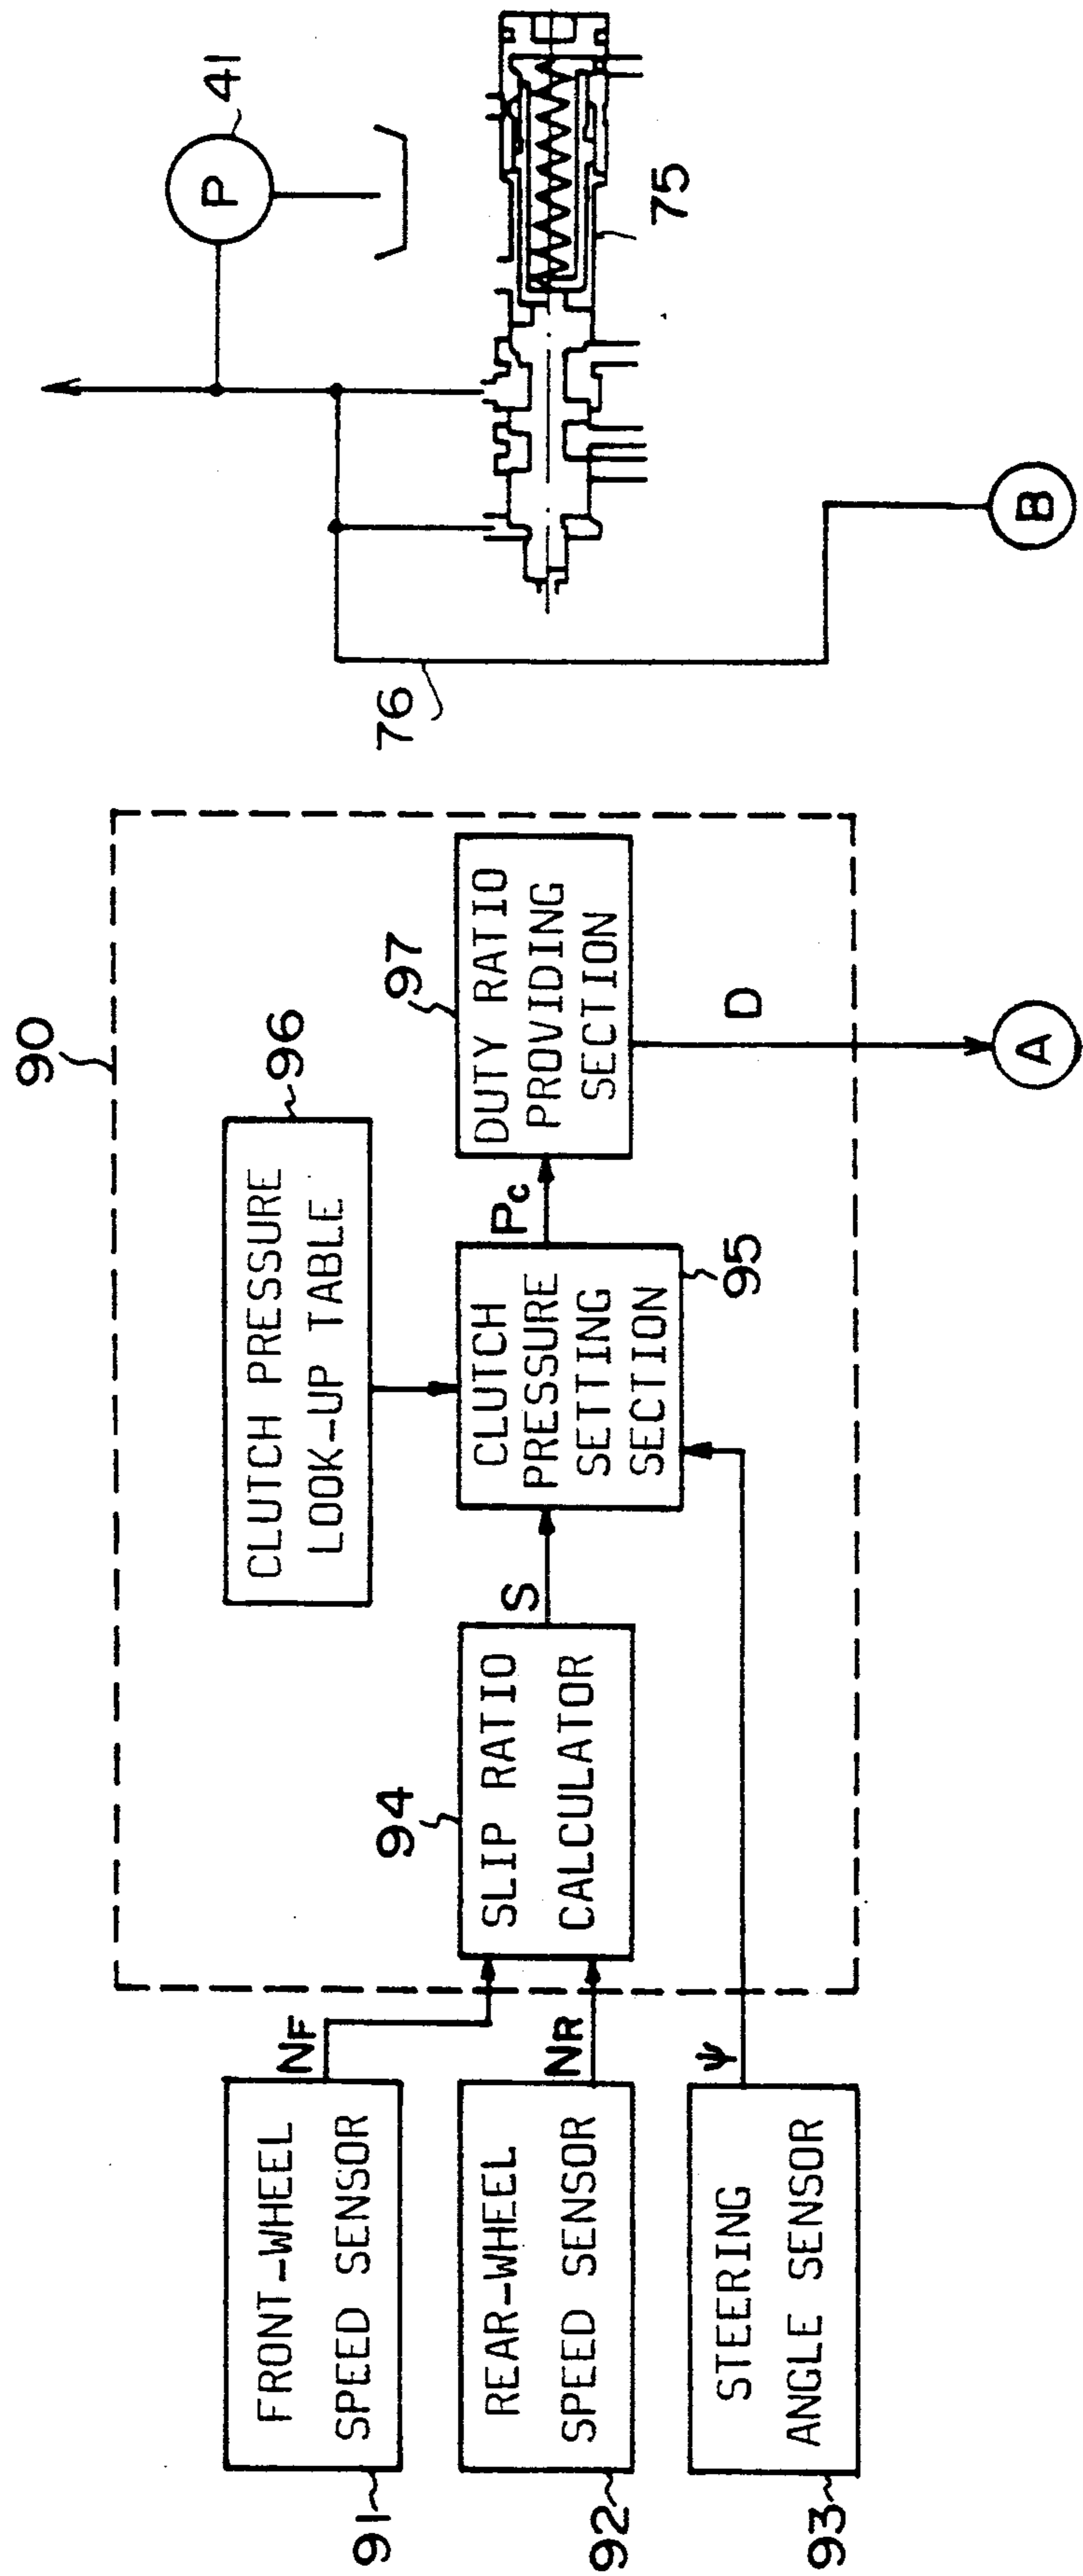 90
96
CLUTCH PRESSURE
LOOK-UP TABLE
91
FRONT-WHEEL
SPEED SENSOR
NF
94
SLIP RATIO
CALCULATOR
S
CLUTCH
PRESSURE
SETTING
SECTION
95
Pc
97
DUTY RATIO
PROVIDING
SECTION
92
REAR-WHEEL
SPEED SENSOR
NR
93
STEERING
ANGLE SENSOR
ψ
D
A
76
P
41
75
B